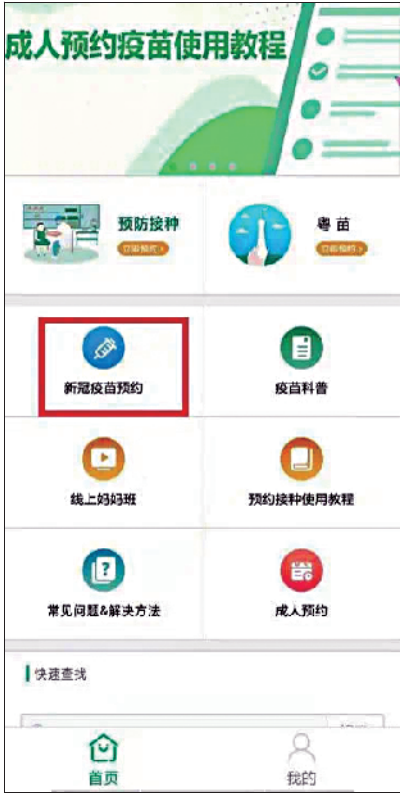 成人预约疫苗使用教程
预防接种
立即预约>
粤苗
立即预约>
新冠疫苗预约
疫苗科普
线上妈妈班
预约接种使用教程
常见问题&解决方法
成人预约
快速查找
首页
我的